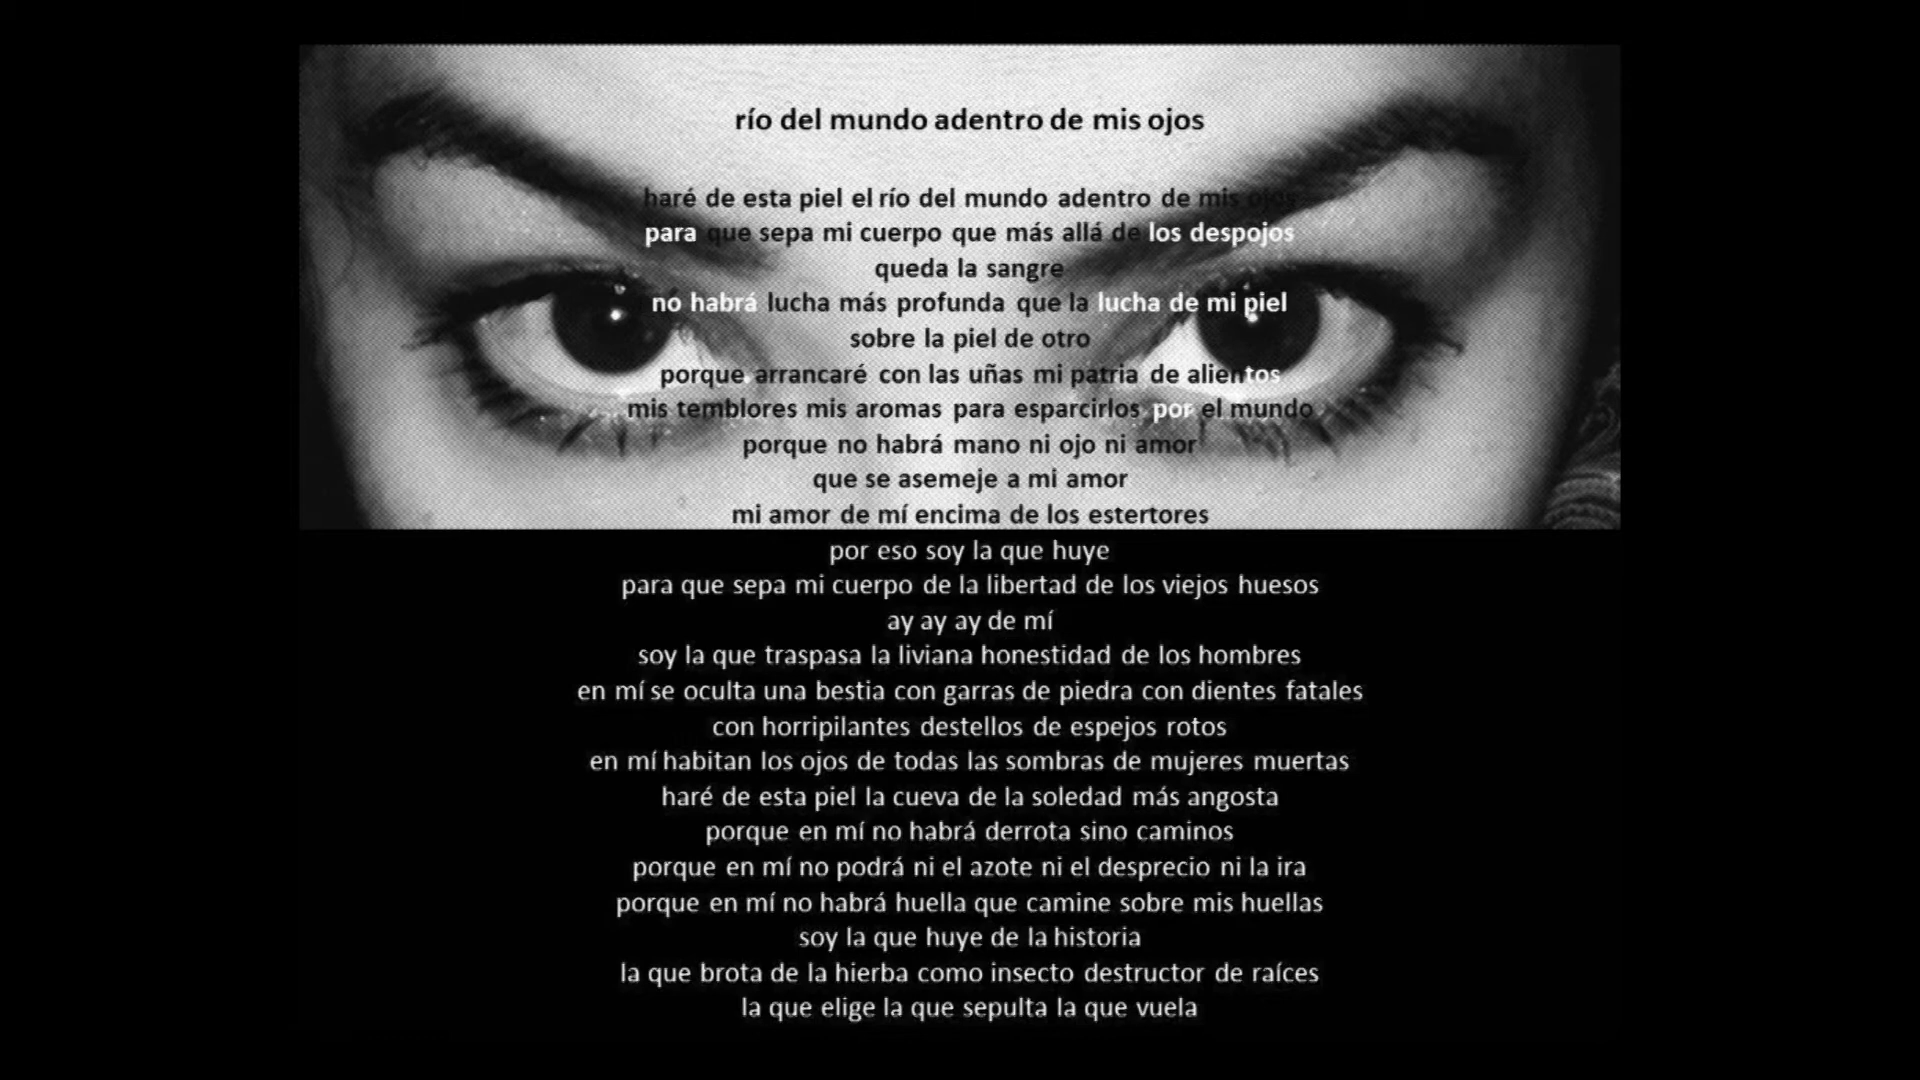 río del mundo adentro de mis ojos
haré de esta piel el río del mundo adentro de mis ojos
para que sepa mi cuerpo que más allá de los despojos
queda la sangre
no habrá lucha más profunda que la lucha de mi piel
sobre la piel de otro
porque arrancaré con las uñas mi patria de alientos
mis temblores mis aromas para esparcirlos por el mundo
porque no habrá mano ni ojo ni amor
que se asemeje a mi amor
mi amor de mí encima de los estertores
por eso soy la que huye
para que sepa mi cuerpo de la libertad de los viejos huesos
ay ay ay de mí
soy la que traspasa la liviana honestidad de los hombres
en mí se oculta una bestia con garras de piedra con dientes fatales
con horripilantes destellos de espejos rotos
en mí habitan los ojos de todas las sombras de mujeres muertas
haré de esta piel la cueva de la soledad más angosta
porque en mí no habrá derrota sino caminos
porque en mí no podrá ni el azote ni el desprecio ni la ira
porque en mí no habrá huella que camine sobre mis huellas
soy la que huye de la historia
la que brota de la hierba como insecto destructor de raíces
la que elige la que sepulta la que vuela